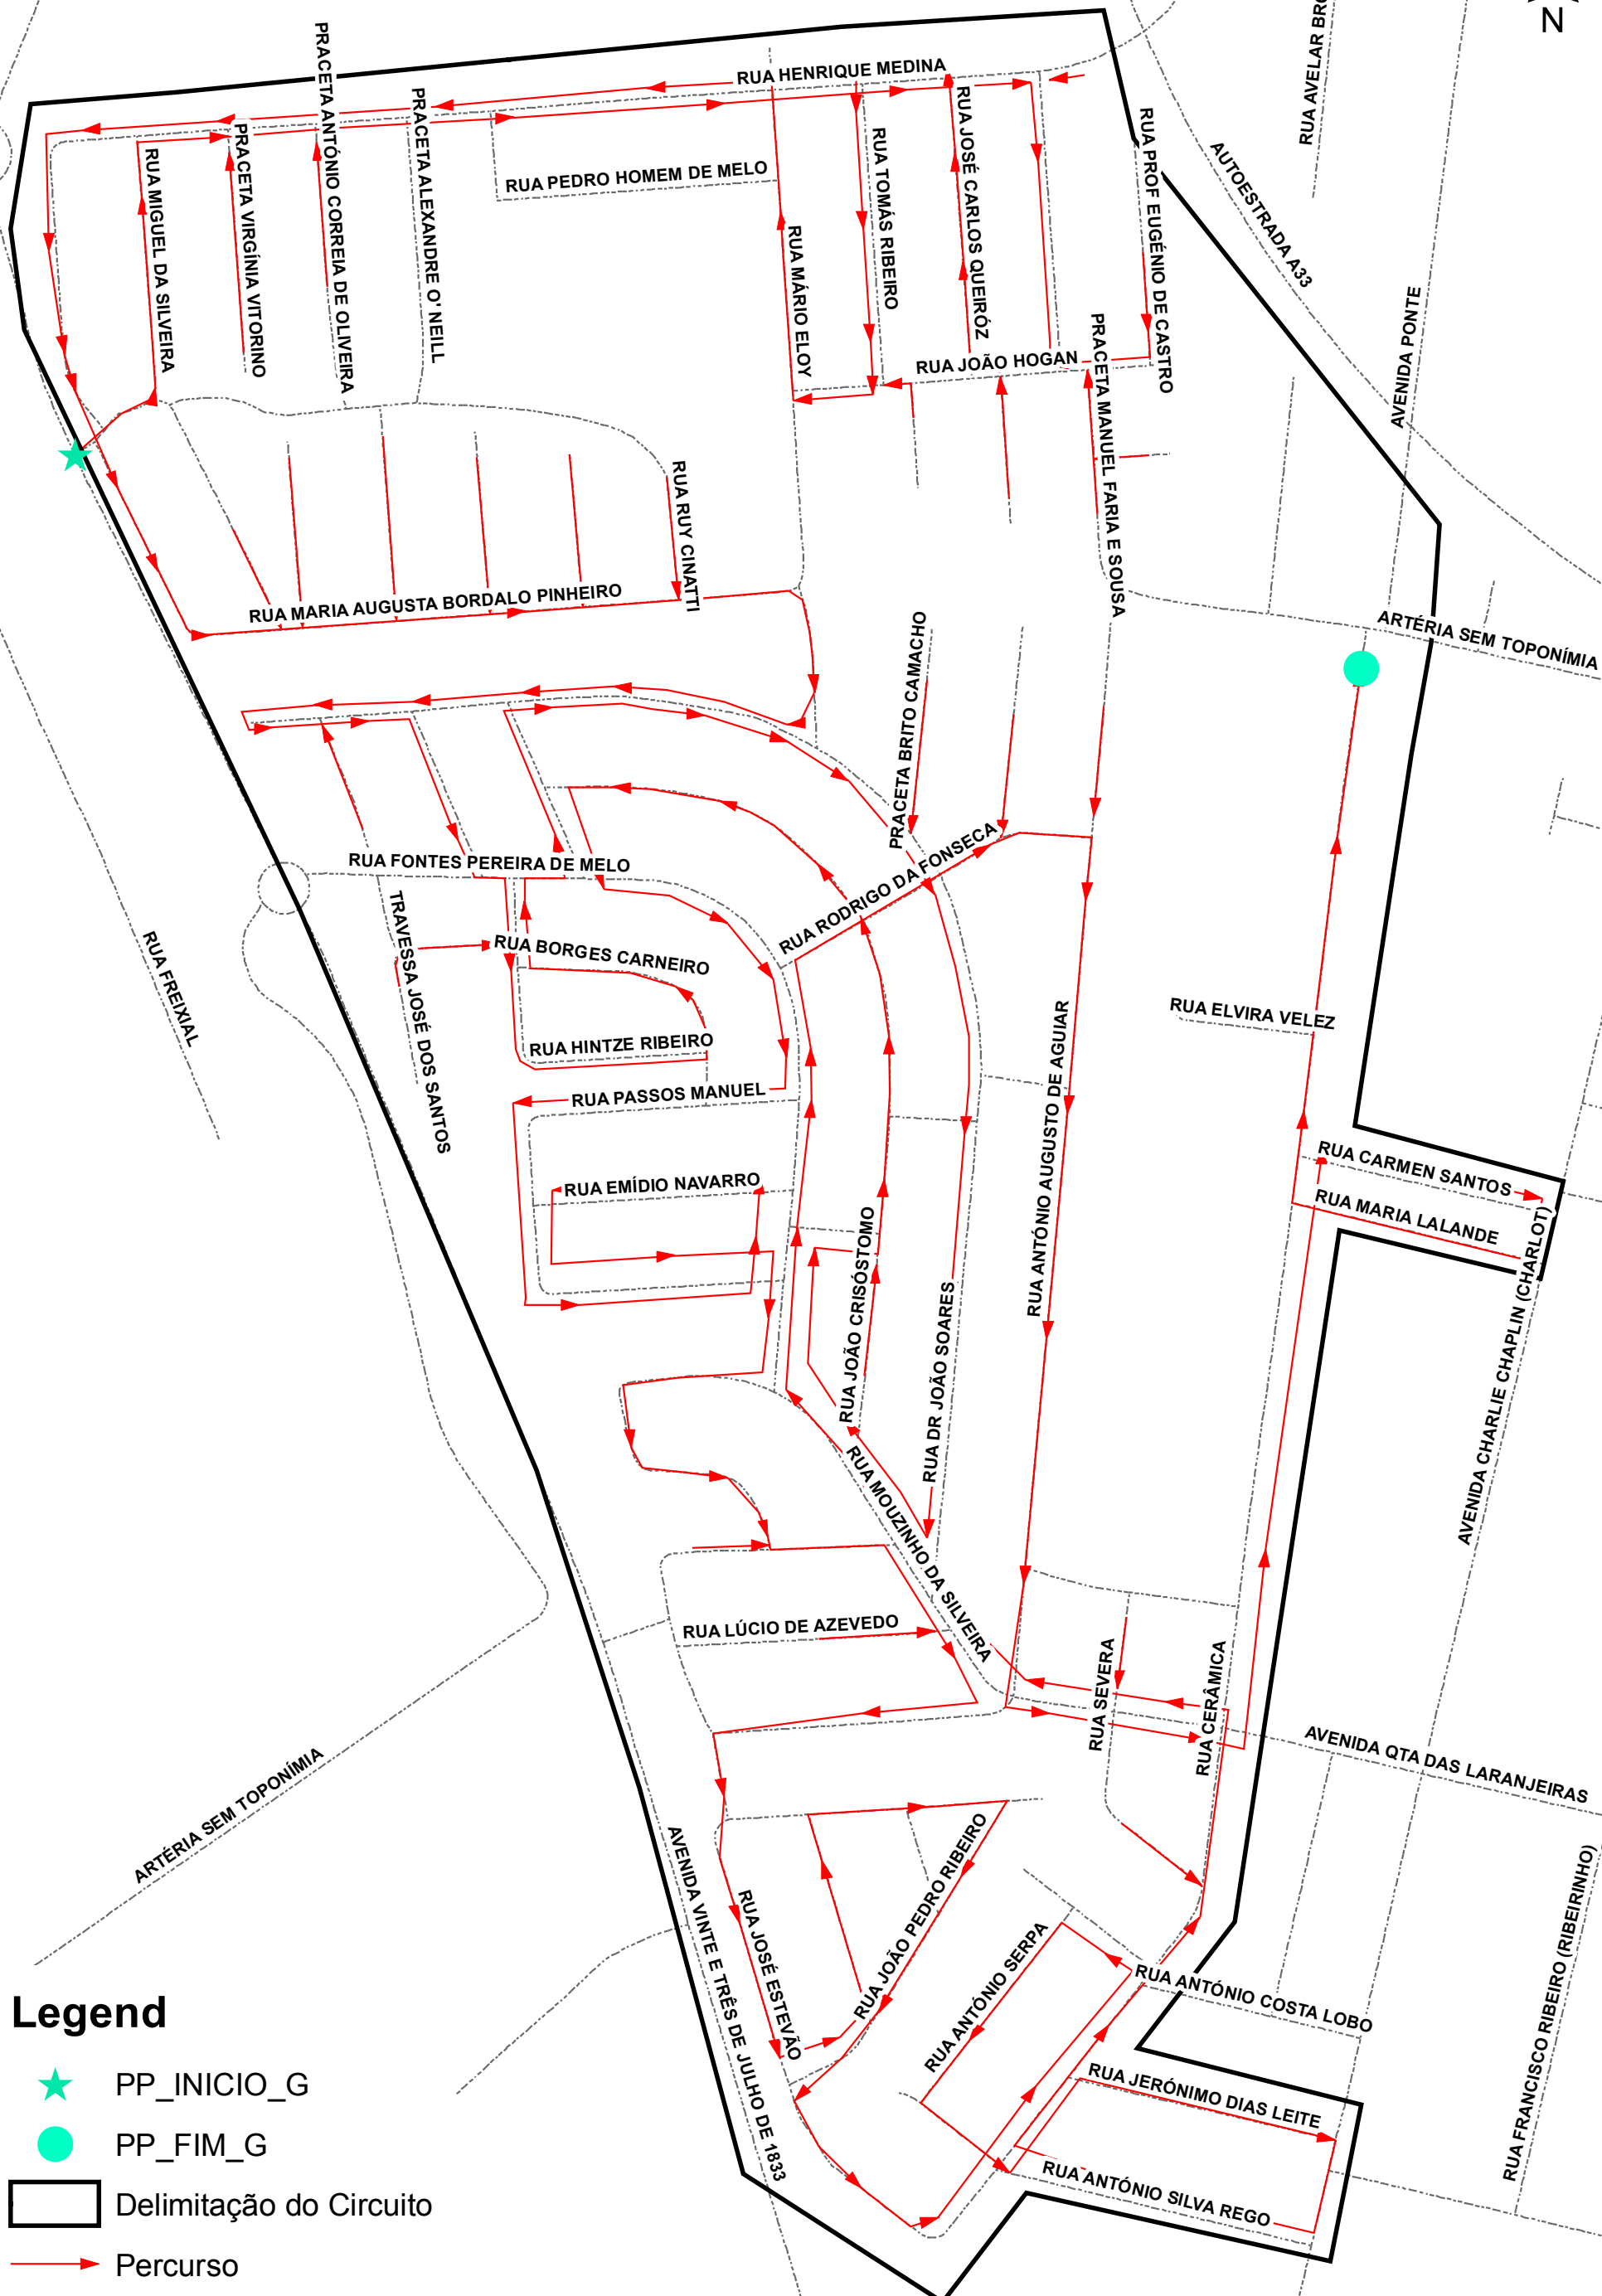 N
RUA AVELAR BRO
RUA HENRIQUE MEDINA
PRACETA ANTÓNIO CORREIA DE OLIVEIRA
PRACETA ALEXANDRE O'NEILL
PRACETA VIRGÍNIA VITORINO
RUA MIGUEL DA SILVEIRA
RUA PEDRO HOMEM DE MELO
RUA MÁRIO ELOY
RUA TOMÁS RIBEIRO
RUA JOSÉ CARLOS QUEIRÓZ
RUA PROF EUGÉNIO DE CASTRO
AUTOESTRADA A33
AVENIDA PONTE
RUA JOÃO HOGAN
PRACETA MANUEL FARIA E SOUSA
RUA RUY CINATTI
RUA MARIA AUGUSTA BORDALO PINHEIRO
ARTÉRIA SEM TOPONÍMIA
PRACETA BRITO CAMACHO
RUA FONTES PEREIRA DE MELO
RUA RODRIGO DA FONSECA
TRAVESSA JOSÉ DOS SANTOS
RUA BORGES CARNEIRO
RUA FREIXIAL
RUA HINTZE RIBEIRO
RUA PASSOS MANUEL
RUA ELVIRA VELEZ
RUA ANTÓNIO AUGUSTO DE AGUIAR
RUA EMÍDIO NAVARRO
RUA CARMEN SANTOS
RUA MARIA LALANDE
AVENIDA CHARLIE CHAPLIN (CHARLOT)
RUA JOÃO CRISÓSTOMO
RUA DR JOÃO SOARES
RUA MOUZINHO DA SILVEIRA
RUA LÚCIO DE AZEVEDO
RUA SEVERA
RUA CERÂMICA
AVENIDA QTA DAS LARANJEIRAS
ARTÉRIA SEM TOPONÍMIA
AVENIDA VINTE E TRÊS DE JULHO DE 1833
RUA JOSÉ ESTEVÃO
RUA JOÃO PEDRO RIBEIRO
RUA ANTÓNIO SERPA
RUA ANTÓNIO COSTA LOBO
RUA FRANCISCO RIBEIRO (RIBEIRINHO)
RUA JERÓNIMO DIAS LEITE
RUA ANTÓNIO SILVA REGO
Legend
PP_INICIO_G
PP_FIM_G
Delimitação do Circuito
Percurso